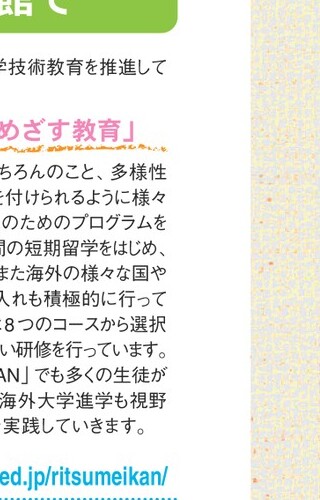 館で
学技術教育を推進して
めざす教育」
ちろんのこと、多様性
を付けられるように様々
のためのプログラムを
間の短期留学をはじめ、
また海外の様々な国や
入れも積極的に行って
は8つのコースから選択
い研修を行っています。
AN」でも多くの生徒が
海外大学進学も視野
実践していきます。
ed.jp/ritsumeikan/